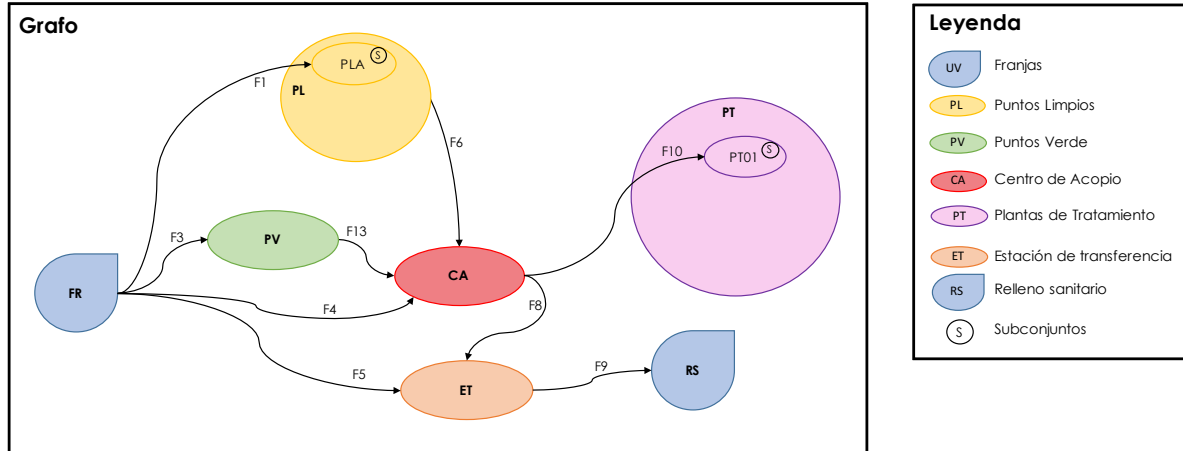 Grafo
PLA
S
PL
F1
F6
PT
F10
PT01
S
F3
PV
F13
FR
CA
F4
F8
F5
ET
F9
RS
Leyenda
UV Franjas
PL Puntos Limpios
PV Puntos Verde
CA Centro de Acopio
PT Plantas de Tratamiento
ET Estación de transferencia
RS Relleno sanitario
S Subconjuntos